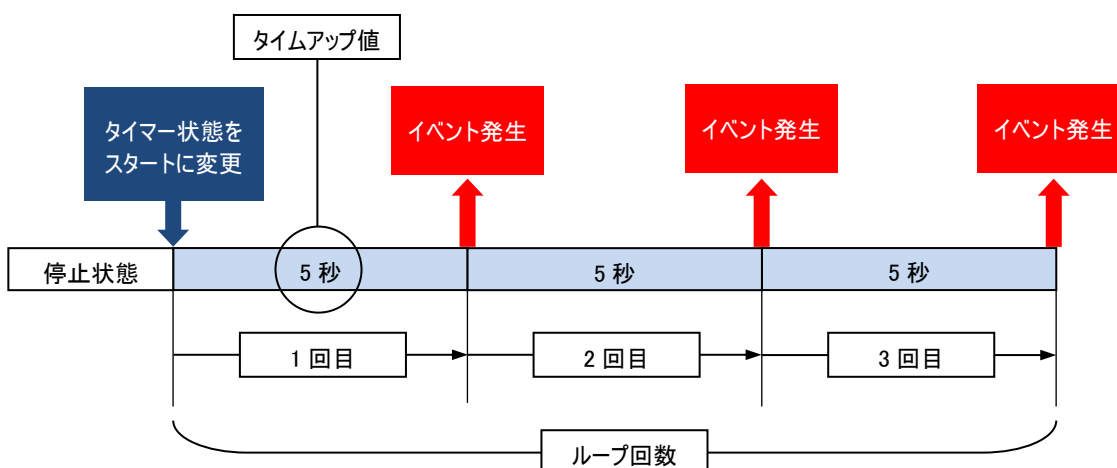 タイムアップ値
タイマー状態を
スタートに変更
イベント発生
イベント発生
イベント発生
停止状態
5 秒
5 秒
5 秒
1 回目
2 回目
3 回目
ループ回数